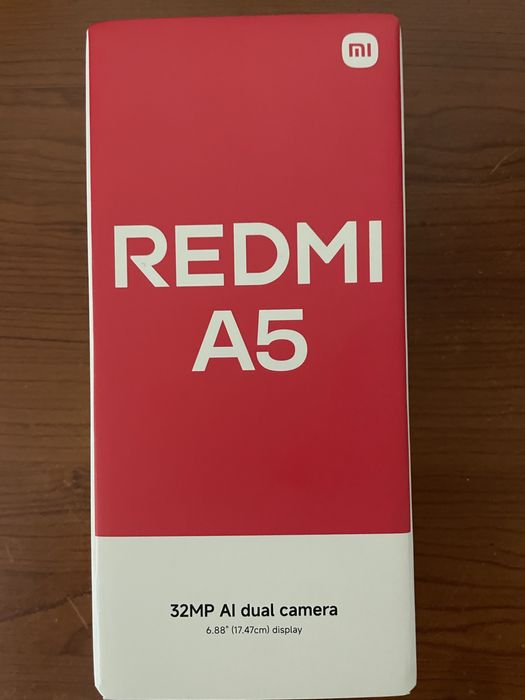 mi
REDMI
A5
32MP AI dual camera
6.88" (17.47cm) display